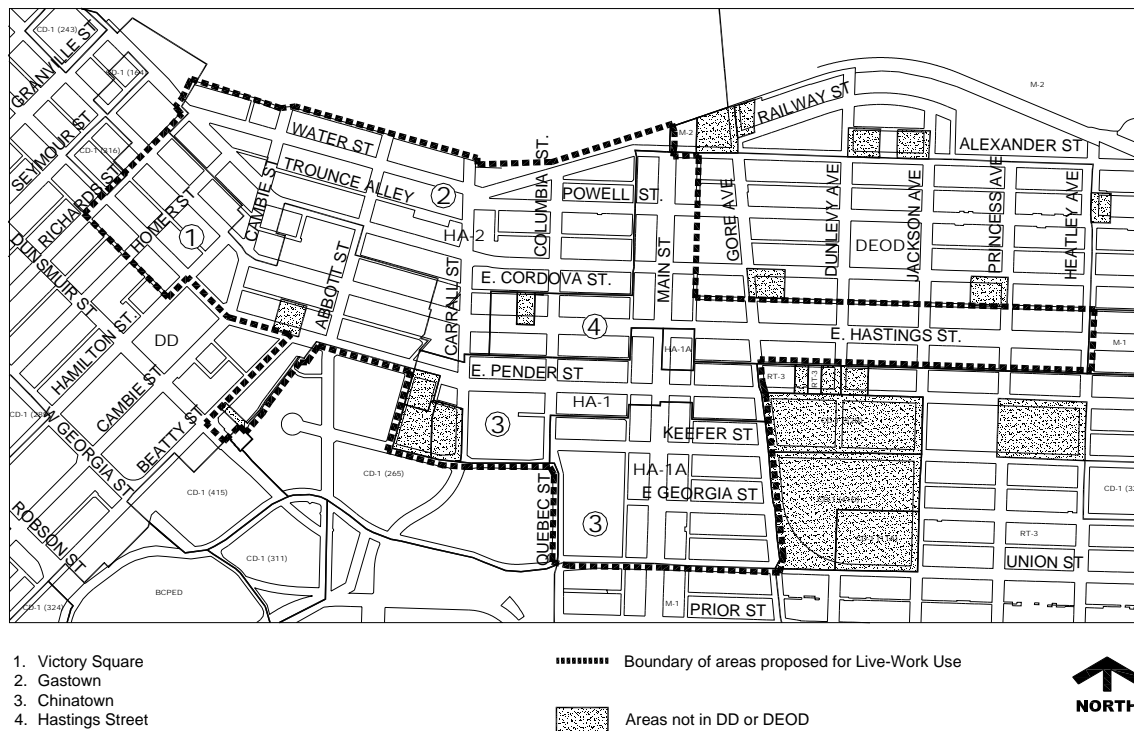 CD-1 (243)
GRANVILLE ST
CD-1 (164)
M-2
SEYMOUR ST
CD-1 (316)
RICHARDS ST
WATER ST
TROUNCE ALLEY
2
COLUMBIA ST.
M-2
RAILWAY ST
ALEXANDER ST
POWELL ST.
GORE AVE
DUNLEVY AVE
JACKSON AVE
PRINCESS AVE
HEATLEY AVE
DEOD
DUNSMUIR ST
HOMER ST
1
CAMBIE ST
ABBOTT ST
HA-2
CARRALL ST
E. CORDOVA ST.
MAIN ST
4
E. HASTINGS ST.
M-1
HAMILTON ST.
DD
HA-1A
E. PENDER ST
RT-3
RT-3
HA-1
3
KEEFER ST
CAMBIE ST
BEATTY ST
W GEORGIA ST
CD-1 (265)
HA-1A
E GEORGIA ST
CD-1 (415)
QUEBEC ST.
3
ROBSON ST
CD-1 (311)
RT-3
UNION ST
BCPED
CD-1 (324)
M-1
PRIOR ST
1. Victory Square
2. Gastown
3. Chinatown
4. Hastings Street
Boundary of areas proposed for Live-Work Use
Areas not in DD or DEOD
NORTH